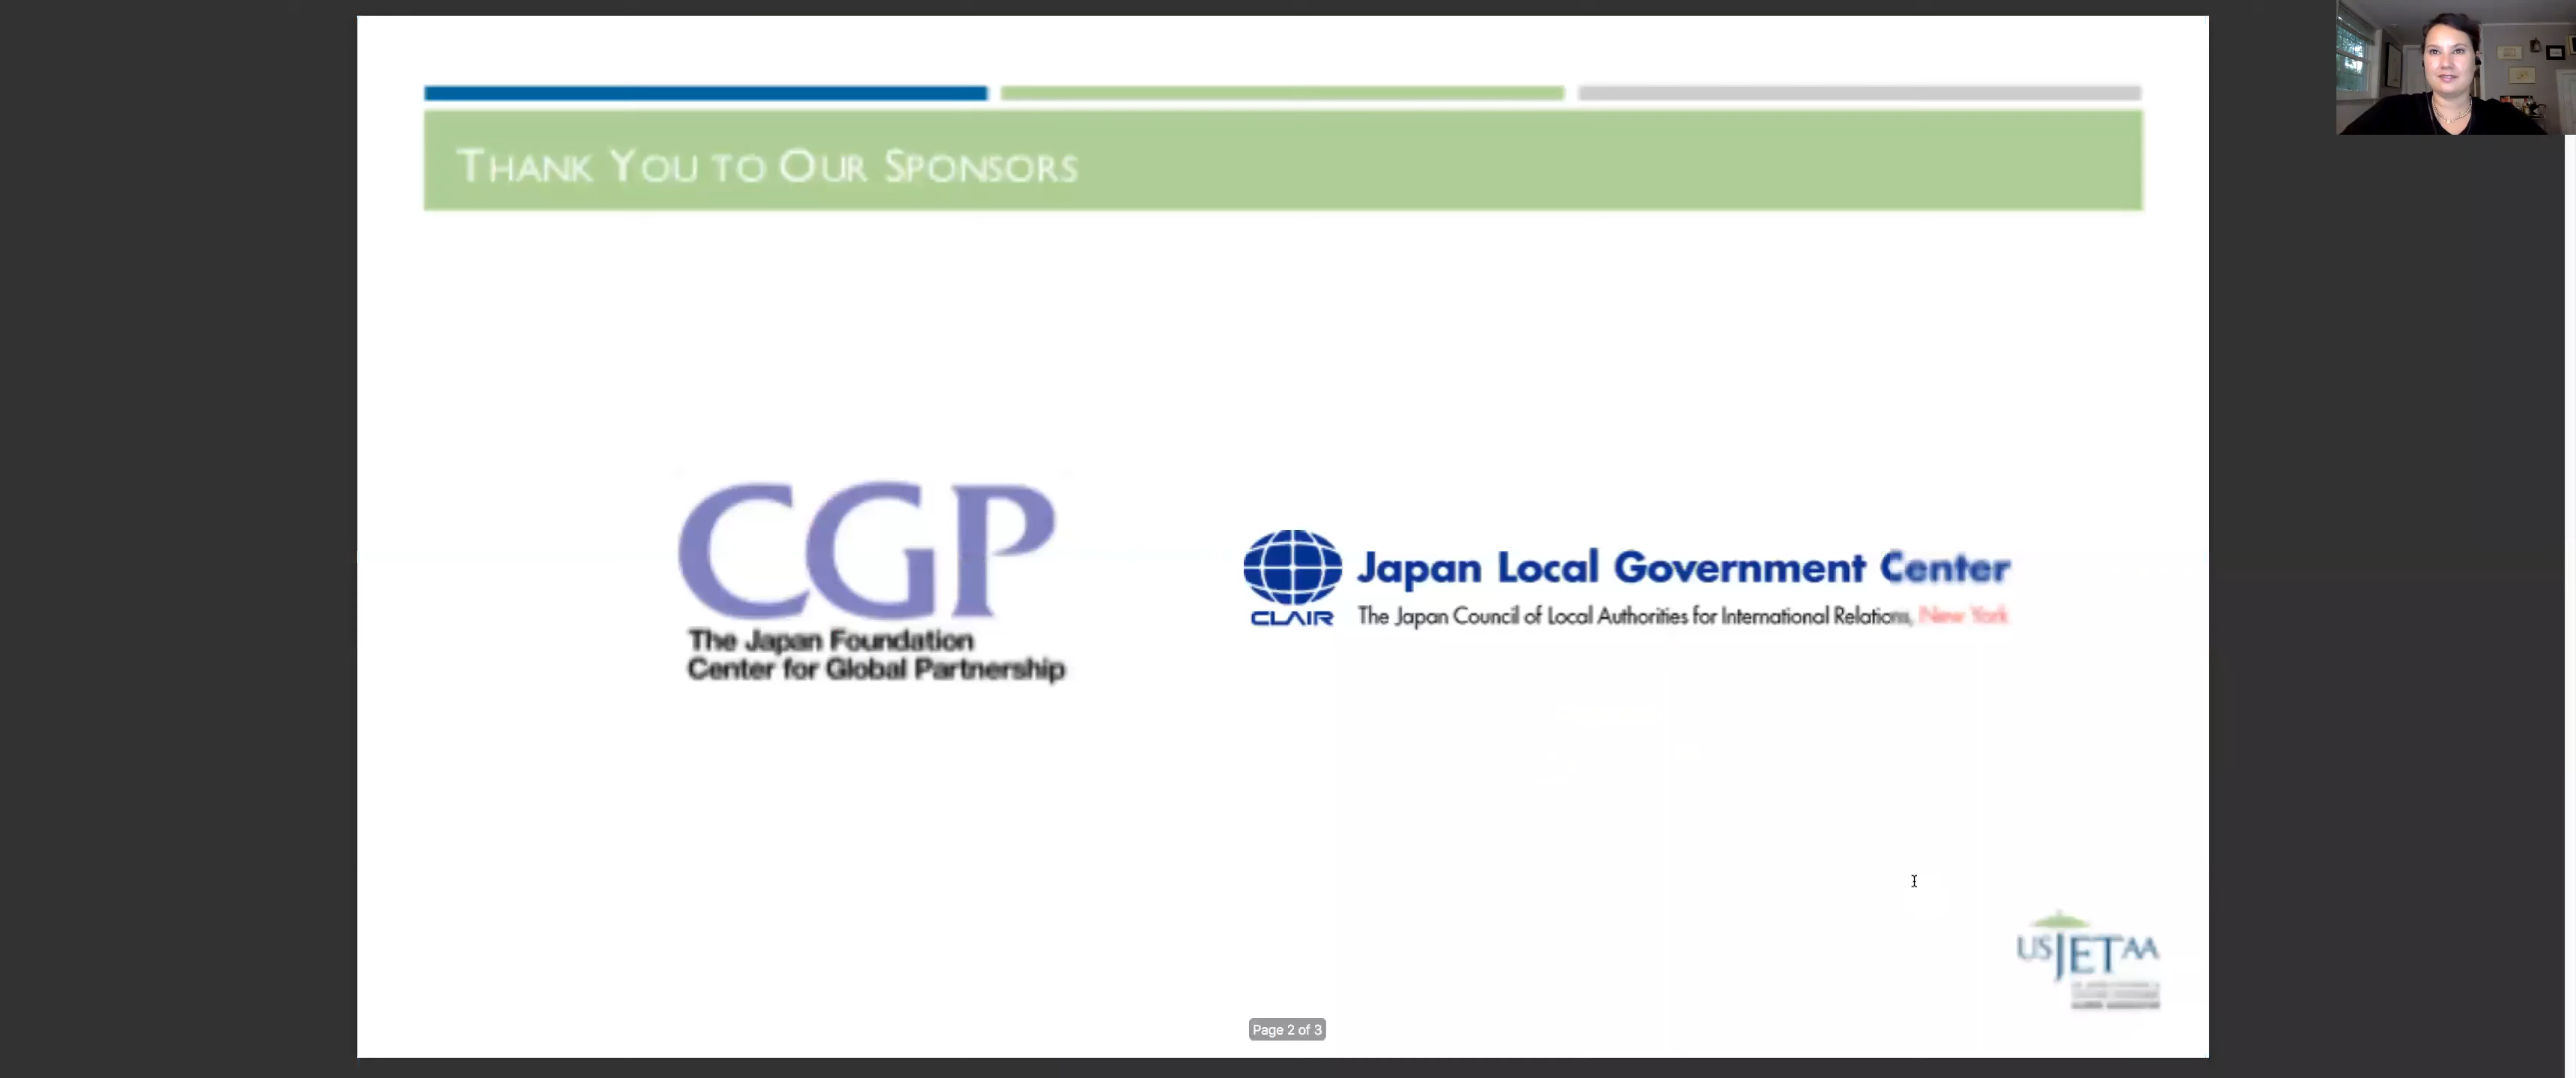 THANK YOU TO OUR SPONSORS
CGP
The Japan Foundation
Center for Global Partnership
Japan Local Government Center
CLAIR
The Japan Council of Local Authorities for International Relations, New York
USJETAA
Page 2 of 3